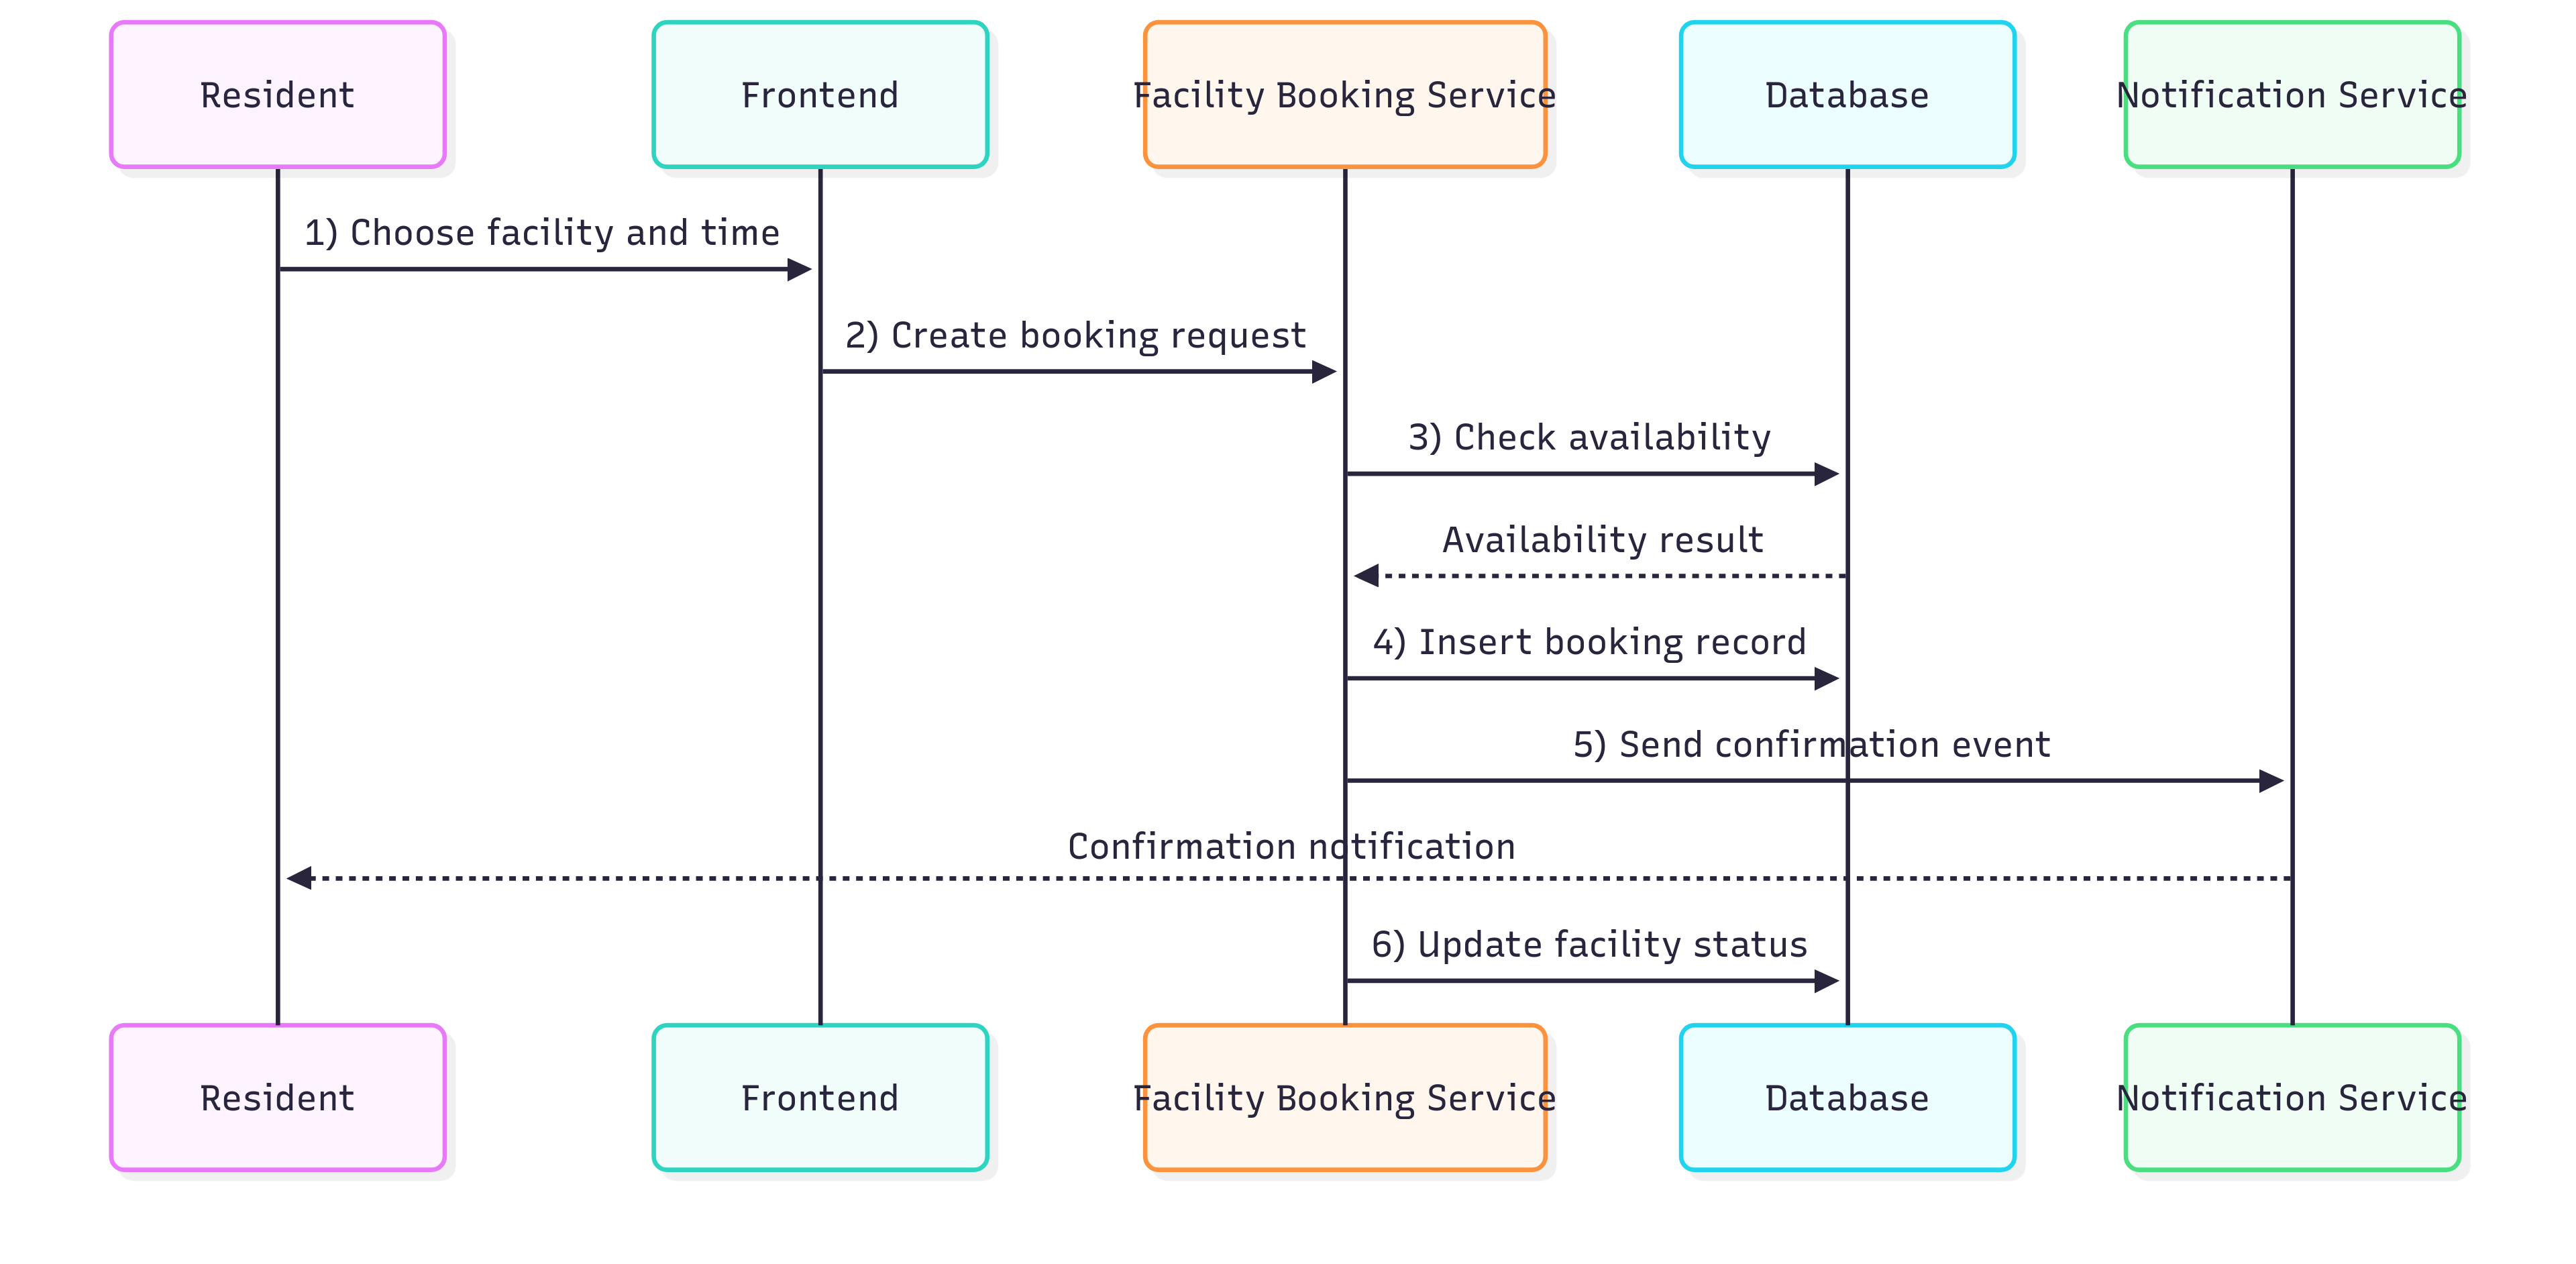 Resident
Frontend
Facility Booking Service
Database
Notification Service
1) Choose facility and time
2) Create booking request
3) Check availability
Availability result
4) Insert booking record
5) Send confirmation event
Confirmation notification
6) Update facility status
Resident
Frontend
Facility Booking Service
Database
Notification Service